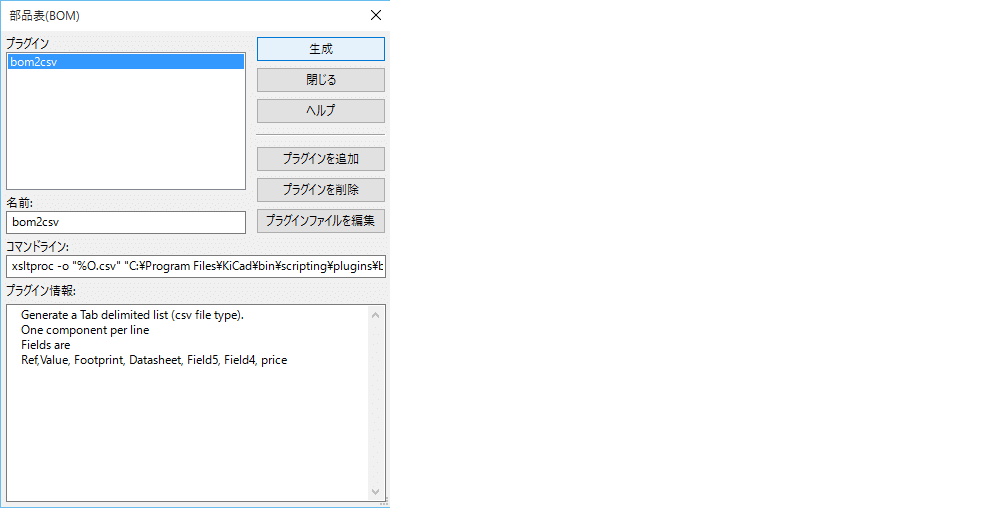 部品表(BOM)
プラグイン
bom2csv
生成
閉じる
ヘルプ
プラグインを追加
プラグインを削除
プラグインファイルを編集
名前:
bom2csv
コマンドライン:
xsltproc -o "%O.csv" "C:¥Program Files¥KiCad¥bin¥scripting¥plugins¥b
プラグイン情報:
Generate a Tab delimited list (csv file type).
One component per line
Fields are
Ref,Value, Footprint, Datasheet, Field5, Field4, price